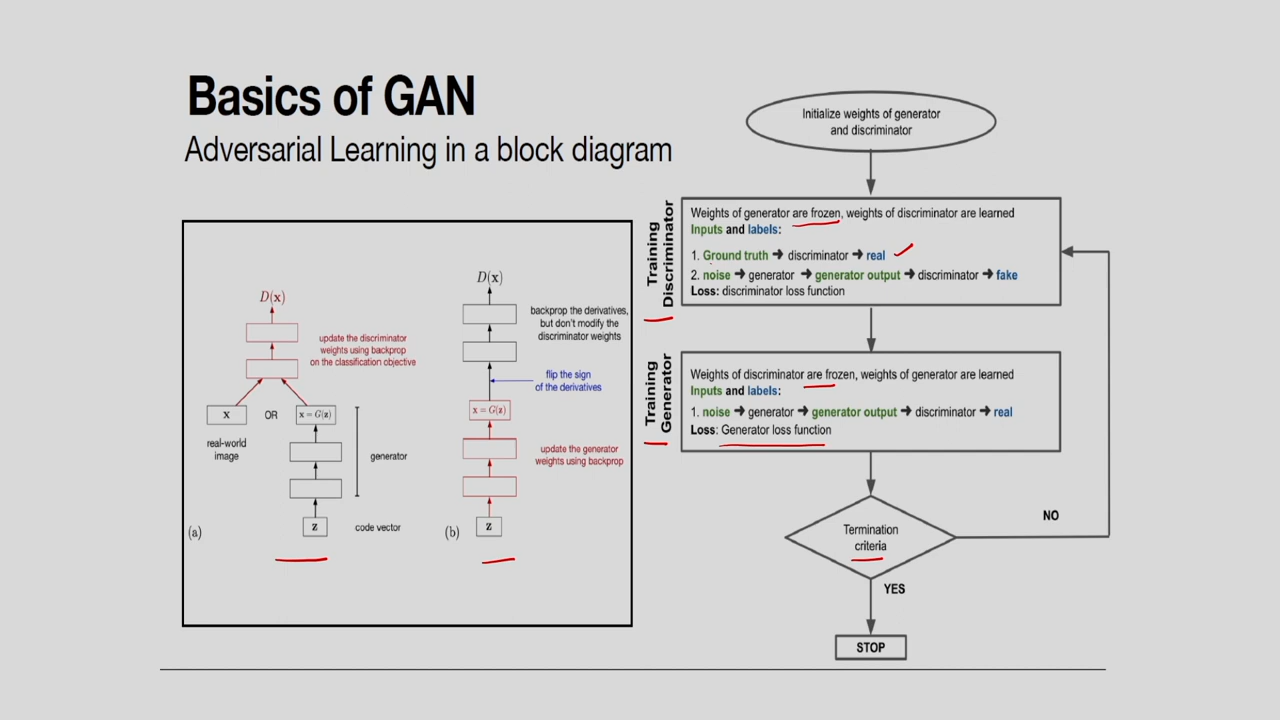 Basics of GAN
Adversarial Learning in a block diagram
D(x)
update the discriminator
weights using backprop
on the classification objective
x
OR
x = G(z)
real-world
image
generator
z
code vector
(a)
D(x)
backprop the derivatives,
but don't modify the
discriminator weights
flip the sign
of the derivatives
x = G(z)
update the generator
weights using backprop
z
(b)
Initialize weights of generator
and discriminator
Training
Discriminator
Weights of generator are frozen, weights of discriminator are learned
Inputs and labels:
1. Ground truth ➜ discriminator ➜ real
2. noise ➜ generator ➜ generator output ➜ discriminator ➜ fake
Loss: discriminator loss function
Training
Generator
Weights of discriminator are frozen, weights of generator are learned
Inputs and labels:
1. noise ➜ generator ➜ generator output ➜ discriminator ➜ real
Loss: Generator loss function
Termination
criteria
NO
YES
STOP